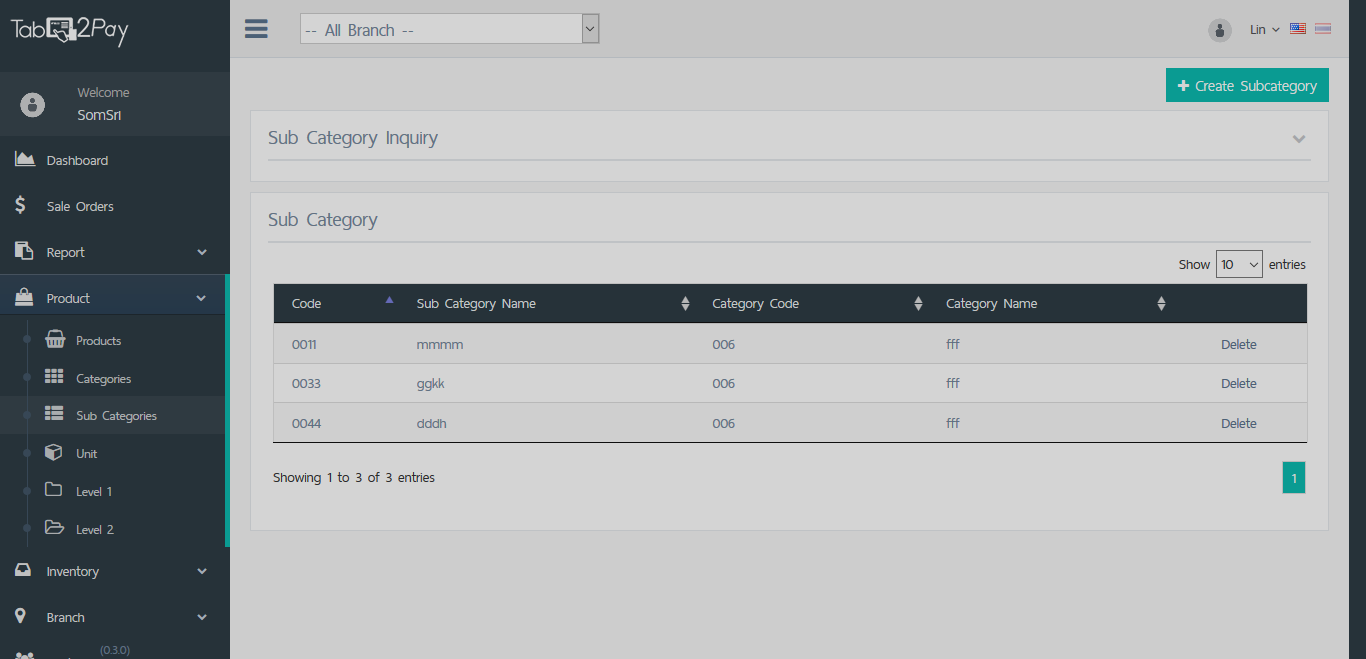 Tab2Pay
-- All Branch --
Lin
Welcome
SomSri
Create Subcategory
Dashboard
Sale Orders
Report
Product
Products
Categories
Sub Categories
Unit
Level 1
Level 2
Inventory
Branch
(0.3.0)
Sub Category Inquiry
Sub Category
Show 10 entries
Code Sub Category Name Category Code Category Name
0011 mmmm 006 fff Delete
0033 ggkk 006 fff Delete
0044 dddh 006 fff Delete
Showing 1 to 3 of 3 entries
1